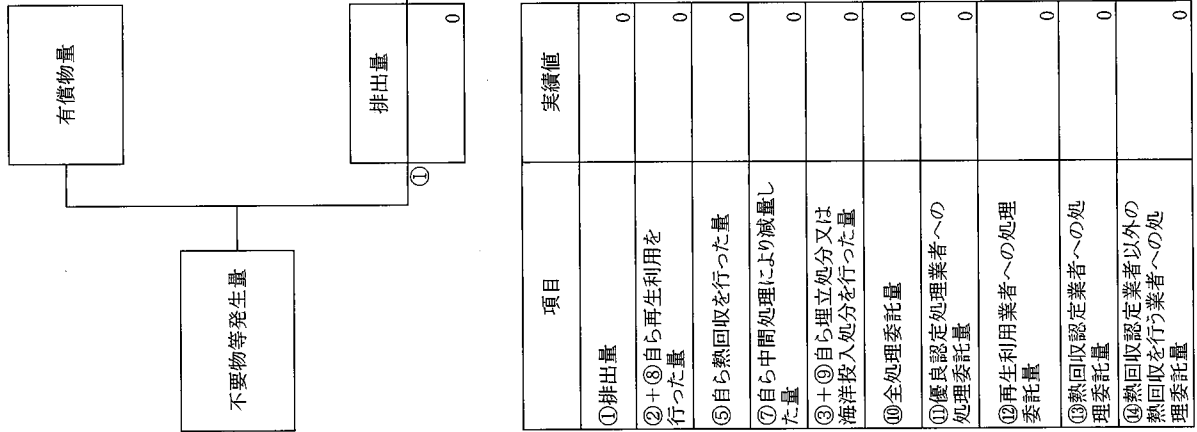 不要物等発生量
有償物量
①
排出量
0
項目
実績値
①排出量
0
②+⑧自ら再生利用を
行った量
0
⑤自ら熱回収を行った量
0
⑦自ら中間処理により減量し
た量
0
③+⑨自ら埋立処分又は
海洋投入処分を行った量
0
⑩全処理委託量
0
⑪優良認定処理業者への
処理委託量
0
⑫再生利用業者への処理
委託量
0
⑬熱回収認定業者への処
理委託量
0
⑭熱回収認定業者以外の
熱回収を行う業者への処
理委託量
0